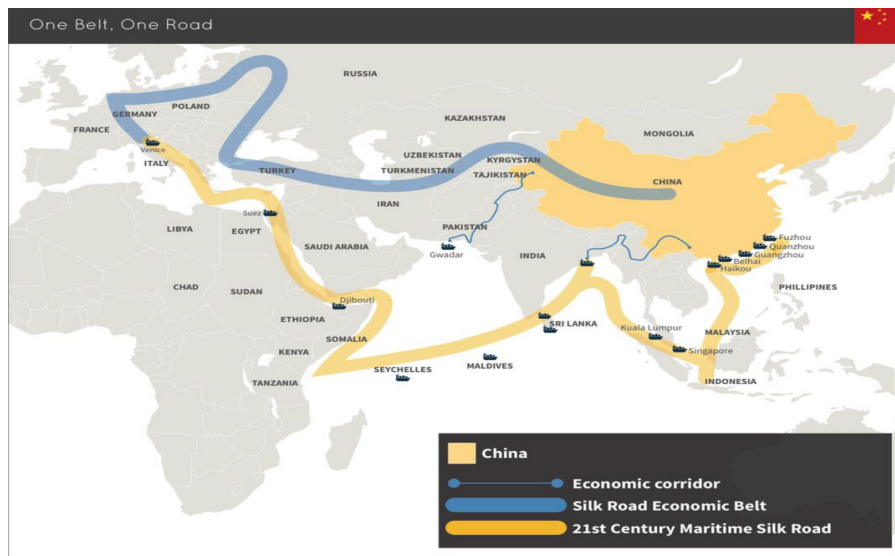 One Belt, One Road
RUSSIA
POLAND
GERMANY
FRANCE
KAZAKHSTAN
MONGOLIA
Venice
ITALY
UZBEKISTAN
KYRGYSTAN
TURKEY
TURKMENISTAN
TAJIKISTAN
CHINA
IRAN
Suez
LIBYA
EGYPT
PAKISTAN
Gwadar
SAUDI ARABIA
INDIA
Fuzhou
Quanzhou
Guangzhou
Belhai
Haikou
CHAD
SUDAN
Djibouti
PHILLIPINES
ETHIOPIA
SOMALIA
SRI LANKA
Kuala Lumpur
MALAYSIA
KENYA
Singapore
MALDIVES
SEYCHELLES
TANZANIA
INDONESIA
China
Economic corridor
Silk Road Economic Belt
21st Century Maritime Silk Road